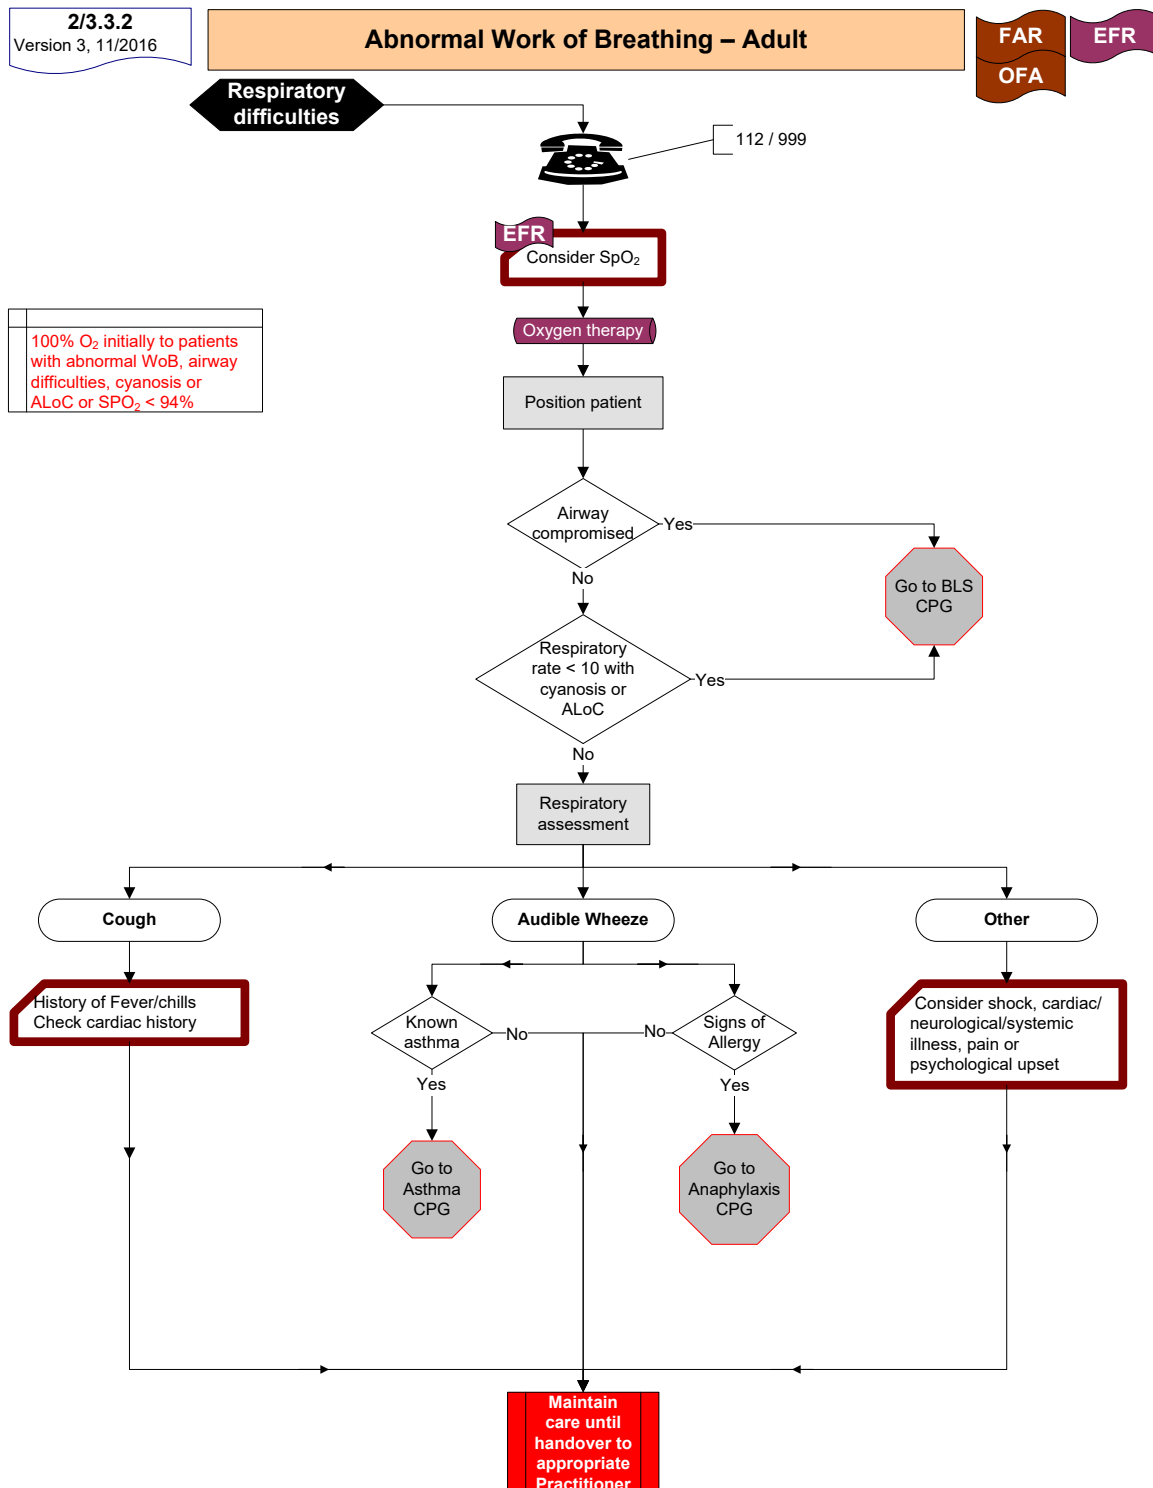 2/3.3.2
Version 3, 11/2016
Abnormal Work of Breathing – Adult
FAR
EFR
OFA
Respiratory
difficulties
112 / 999
EFR
Consider SpO₂
100% O₂ initially to patients
with abnormal WoB, airway
difficulties, cyanosis or
ALoC or SPO₂ < 94%
Oxygen therapy
Position patient
Airway
compromised
Yes
No
Go to BLS
CPG
Respiratory
rate < 10 with
cyanosis or
ALoC
Yes
No
Respiratory
assessment
Cough
Audible Wheeze
Other
History of Fever/chills
Check cardiac history
Known
asthma
No
No
Signs of
Allergy
Consider shock, cardiac/
neurological/systemic
illness, pain or
psychological upset
Yes
Yes
Go to
Asthma
CPG
Go to
Anaphylaxis
CPG
Maintain
care until
handover to
appropriate
Practitioner